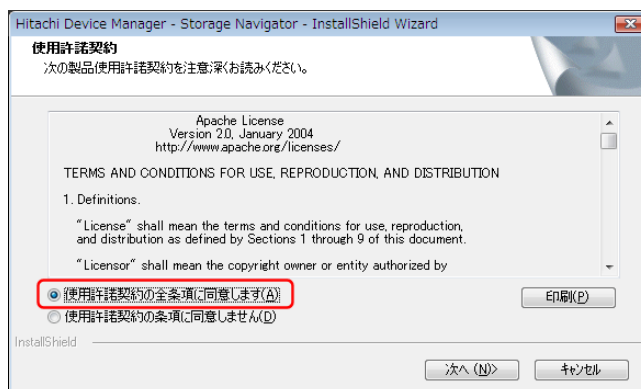 Hitachi Device Manager - Storage Navigator - InstallShield Wizard
使用許諾契約
次の製品使用許諾契約を注意深くお読みください。
Apache License
Version 2.0, January 2004
http://www.apache.org/licenses/
TERMS AND CONDITIONS FOR USE, REPRODUCTION, AND DISTRIBUTION
1. Definitions.
"License" shall mean the terms and conditions for use, reproduction,
and distribution as defined by Sections 1 through 9 of this document.
"Licensor" shall mean the copyright owner or entity authorized by
使用許諾契約の全条項に同意します(A)
印刷(P)
使用許諾契約の条項に同意しません(D)
InstallShield
次へ (N)>
キャンセル